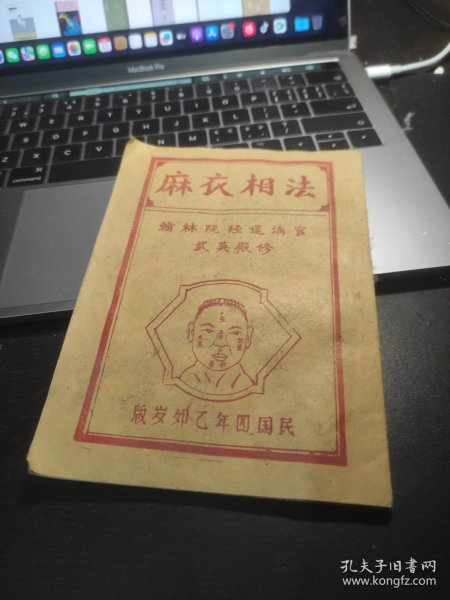 MacBook Pro
麻衣相法
翰林院经筵講官
武英殿修
民国四年乙卯岁版
孔夫子旧书网
www.kongfz.com